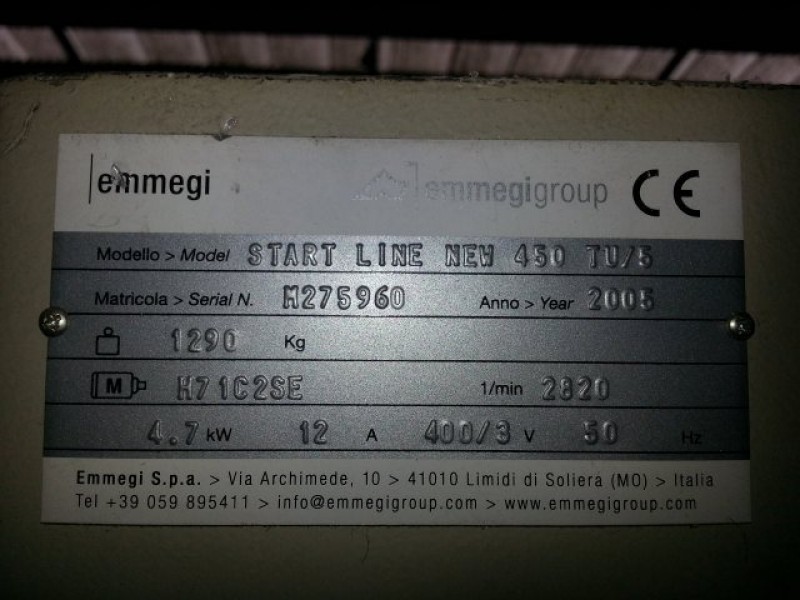 emmegi emmegigroup CE
Modello > Model START LINE NEW 450 TU/5
Matricola > Serial N. M275960 Anno > Year 2005
1290 Kg
M H71C2SE 1/min 2820
4.7 kW 12 A 400/3 V 50 Hz
Emmegi S.p.a. > Via Archimede, 10 > 41010 Limidi di Soliera (MO) > Italia
Tel +39 059 895411 > info@emmegigroup.com > www.emmegigroup.com